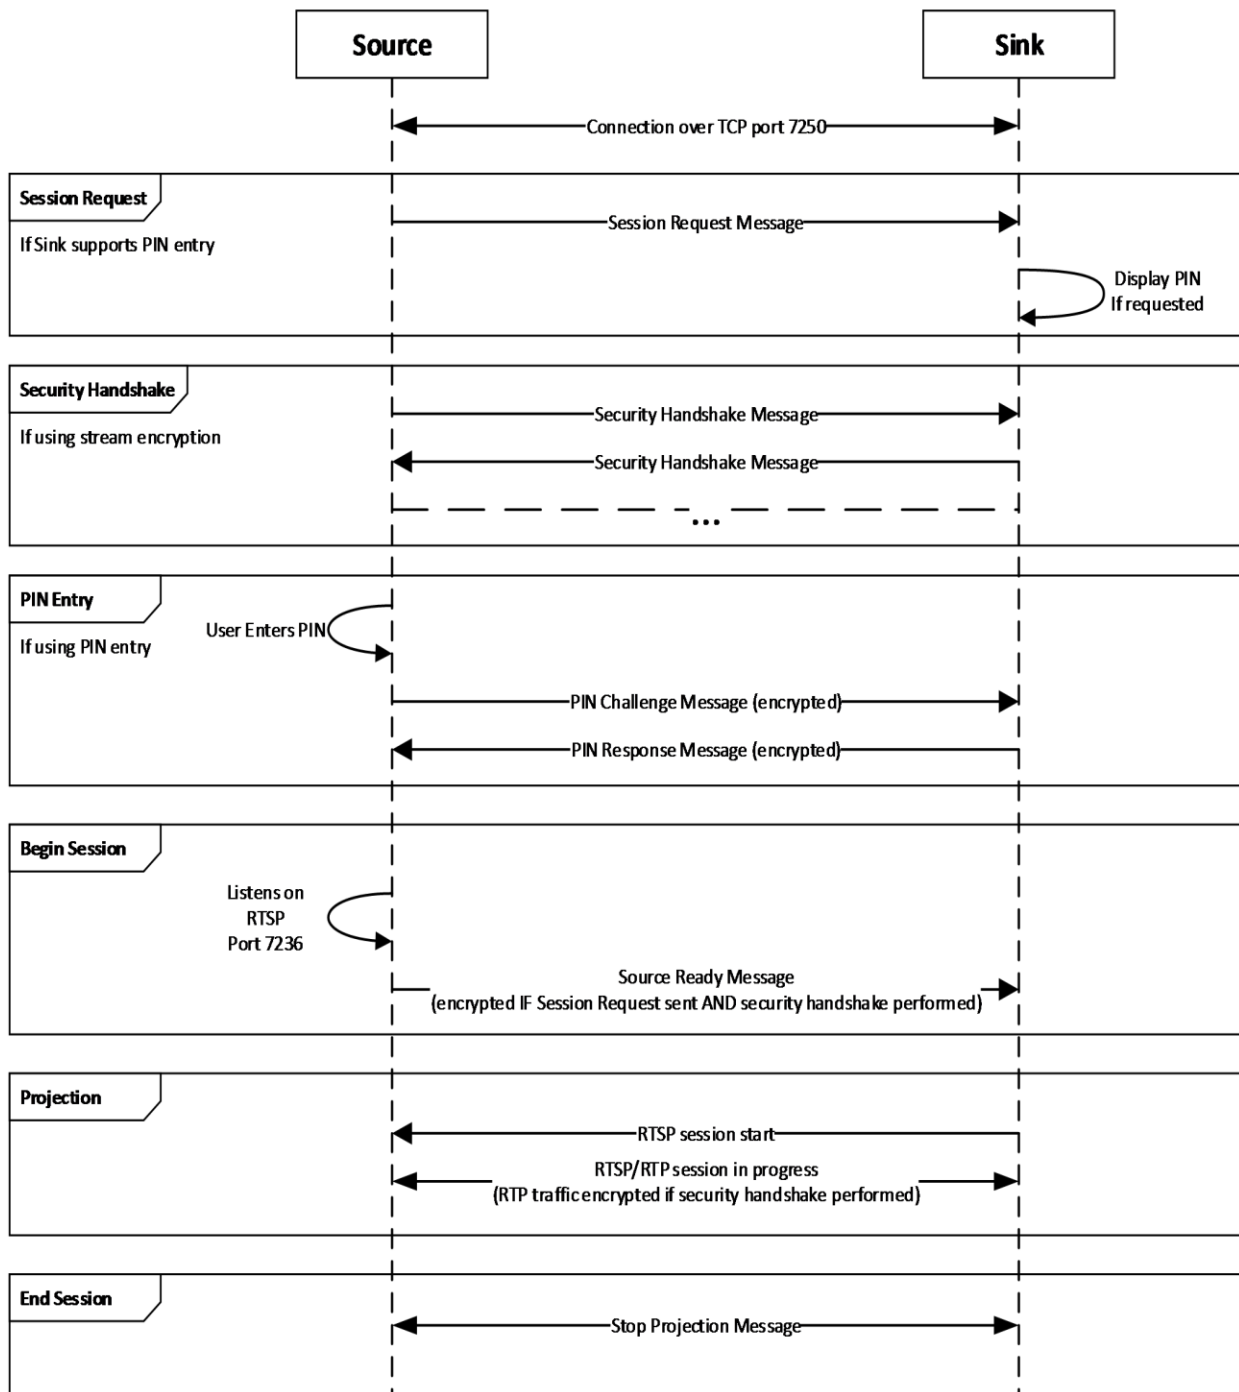 Source
Sink
Connection over TCP port 7250
Session Request
Session Request Message
If Sink supports PIN entry
Display PIN
If requested
Security Handshake
Security Handshake Message
If using stream encryption
Security Handshake Message
...
PIN Entry
User Enters PIN
If using PIN entry
PIN Challenge Message (encrypted)
PIN Response Message (encrypted)
Begin Session
Listens on
RTSP
Port 7236
Source Ready Message
(encrypted IF Session Request sent AND security handshake performed)
Projection
RTSP session start
RTSP/RTP session in progress
(RTP traffic encrypted if security handshake performed)
End Session
Stop Projection Message